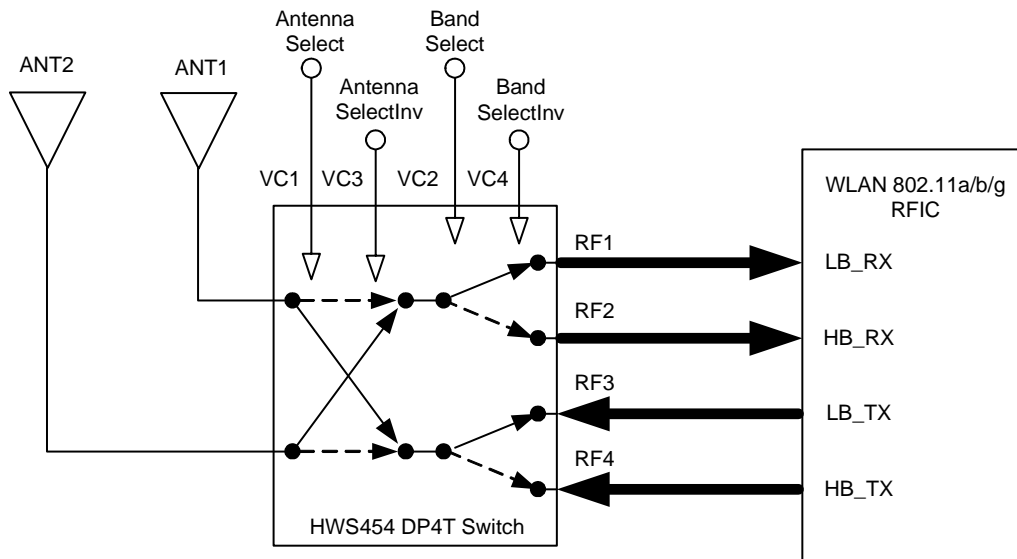 Antenna
Select
Band
Select
ANT2
ANT1
Antenna
SelectInv
Band
SelectInv
VC1
VC3
VC2
VC4
WLAN 802.11a/b/g
RFIC
RF1
LB_RX
RF2
HB_RX
RF3
LB_TX
RF4
HB_TX
HWS454 DP4T Switch